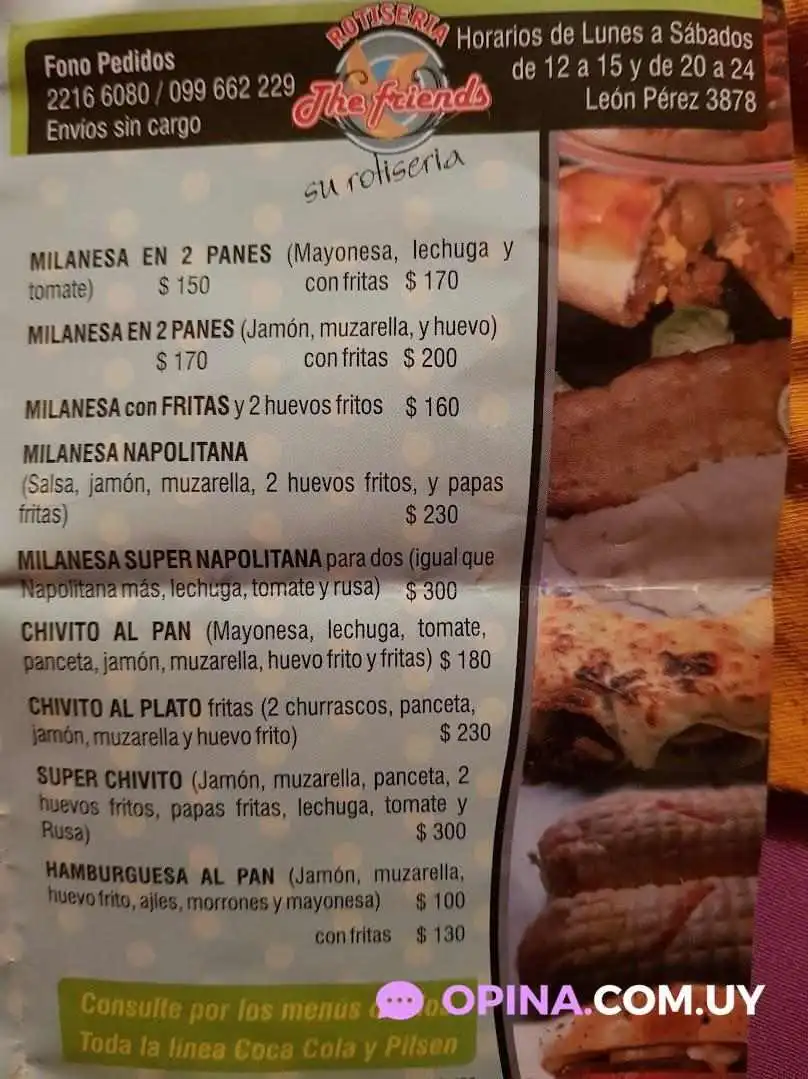 Fono Pedidos
2216 6080 / 099 662 229
Envíos sin cargo
ROTISERIA
The friends
su rotiseria
Horarios de Lunes a Sábados
de 12 a 15 y de 20 a 24
León Pérez 3878
MILANESA EN 2 PANES (Mayonesa, lechuga y
tomate) $ 150 con fritas $ 170
MILANESA EN 2 PANES (Jamón, muzarella, y huevo)
$ 170 con fritas $ 200
MILANESA con FRITAS y 2 huevos fritos $ 160
MILANESA NAPOLITANA
(Salsa, jamón, muzarella, 2 huevos fritos, y papas
fritas) $ 230
MILANESA SUPER NAPOLITANA para dos (igual que
Napolitana más, lechuga, tomate y rusa) $ 300
CHIVITO AL PAN (Mayonesa, lechuga, tomate,
panceta, jamón, muzarella, huevo frito y fritas) $ 180
CHIVITO AL PLATO fritas (2 churrascos, panceta,
jamón, muzarella y huevo frito) $ 230
SUPER CHIVITO (Jamón, muzarella, panceta, 2
huevos fritos, papas fritas, lechuga, tomate y
Rusa) $ 300
HAMBURGUESA AL PAN (Jamón, muzarella,
huevo frito, ajíes, morrones y mayonesa) $ 100
con fritas $ 130
Consulte por los menus
Toda la línea Coca Cola y Pilsen
OPINA.COM.UY